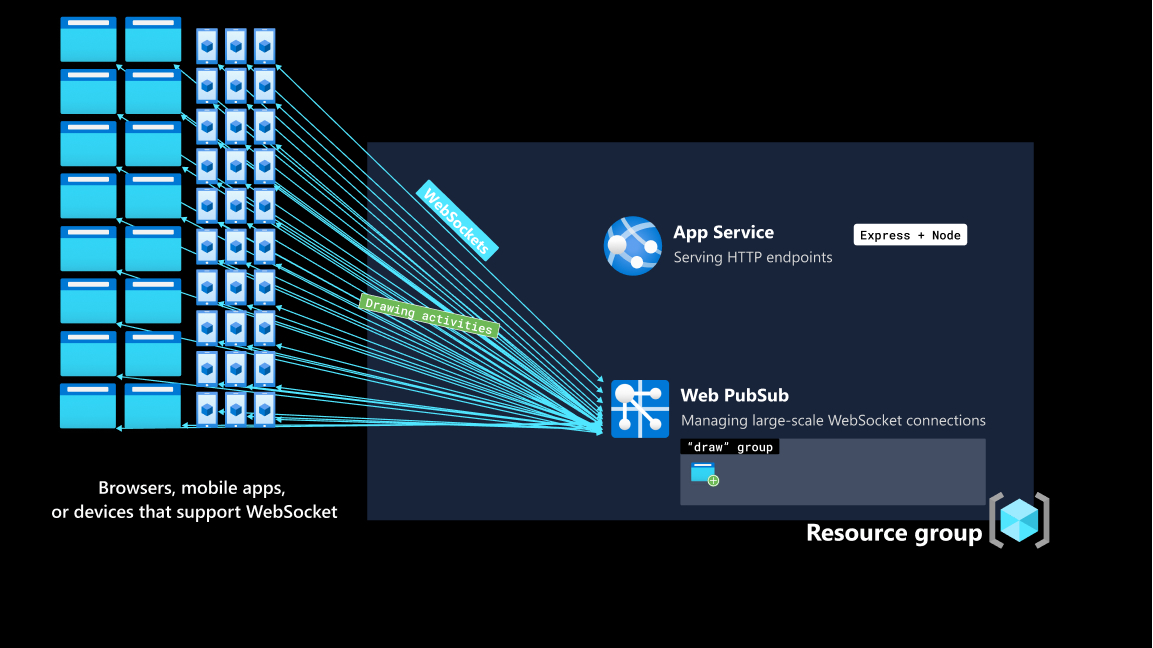 WebSockets
App Service
Serving HTTP endpoints
Express + Node
Drawing activities
Web PubSub
Managing large-scale WebSocket connections
“draw” group
Browsers, mobile apps,
or devices that support WebSocket
Resource group